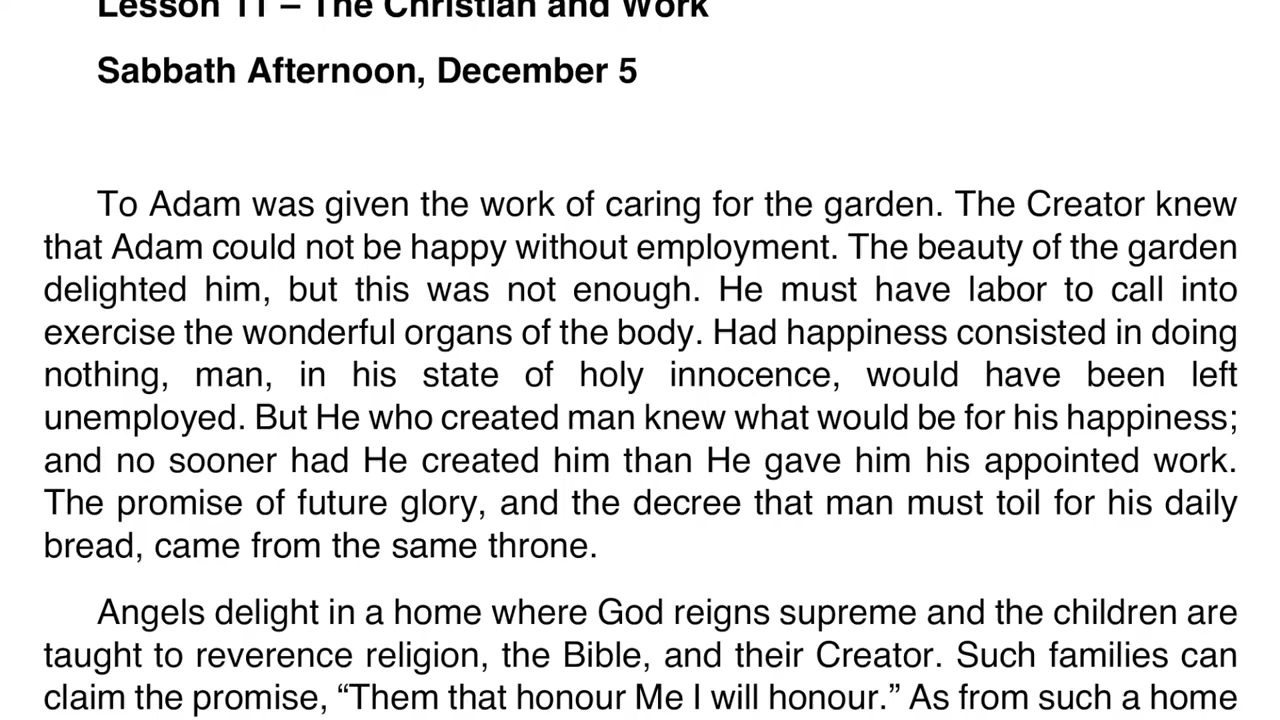 Lesson 11 – The Christian and Work
Sabbath Afternoon, December 5
To Adam was given the work of caring for the garden. The Creator knew
that Adam could not be happy without employment. The beauty of the garden
delighted him, but this was not enough. He must have labor to call into
exercise the wonderful organs of the body. Had happiness consisted in doing
nothing, man, in his state of holy innocence, would have been left
unemployed. But He who created man knew what would be for his happiness;
and no sooner had He created him than He gave him his appointed work.
The promise of future glory, and the decree that man must toil for his daily
bread, came from the same throne.
Angels delight in a home where God reigns supreme and the children are
taught to reverence religion, the Bible, and their Creator. Such families can
claim the promise, “Them that honour Me I will honour.” As from such a home